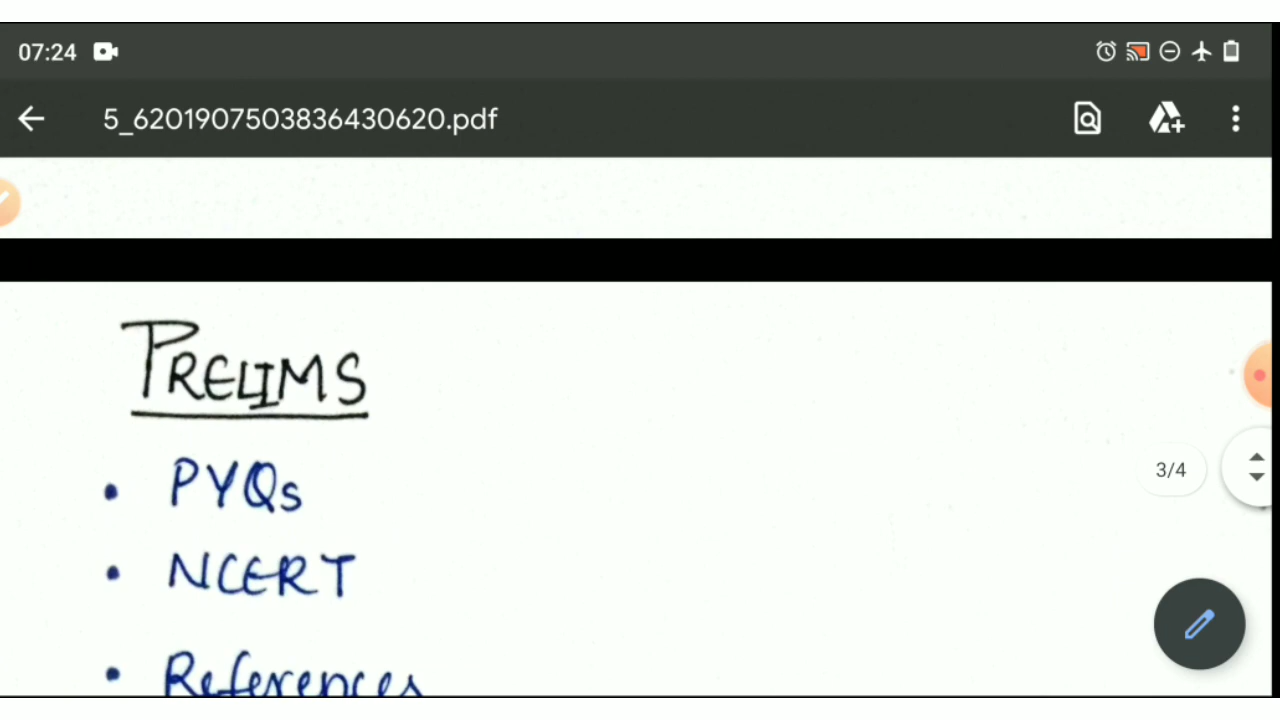 07:24
5_6201907503836430620.pdf
PRELIMS
• PYQs
• NCERT
3/4
• References